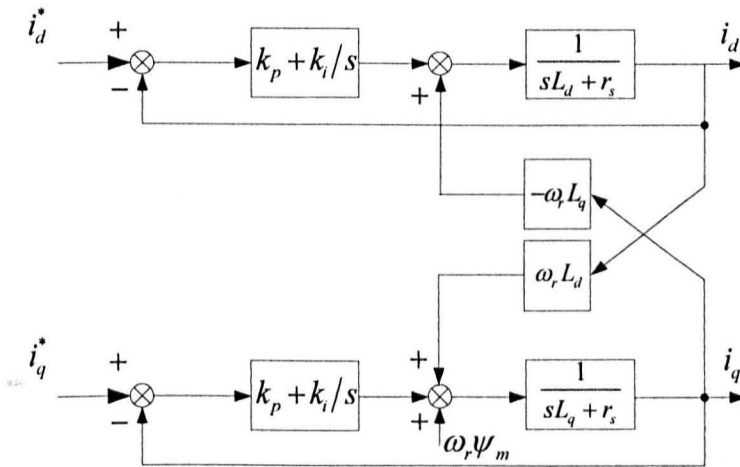 i_d^*
+
−
k_p + k_i/s
+
1/(sL_d + r_s)
i_d
−ω_r L_q
ω_r L_d
i_q^*
+
−
k_p + k_i/s
+
+
ω_r ψ_m
1/(sL_q + r_s)
i_q